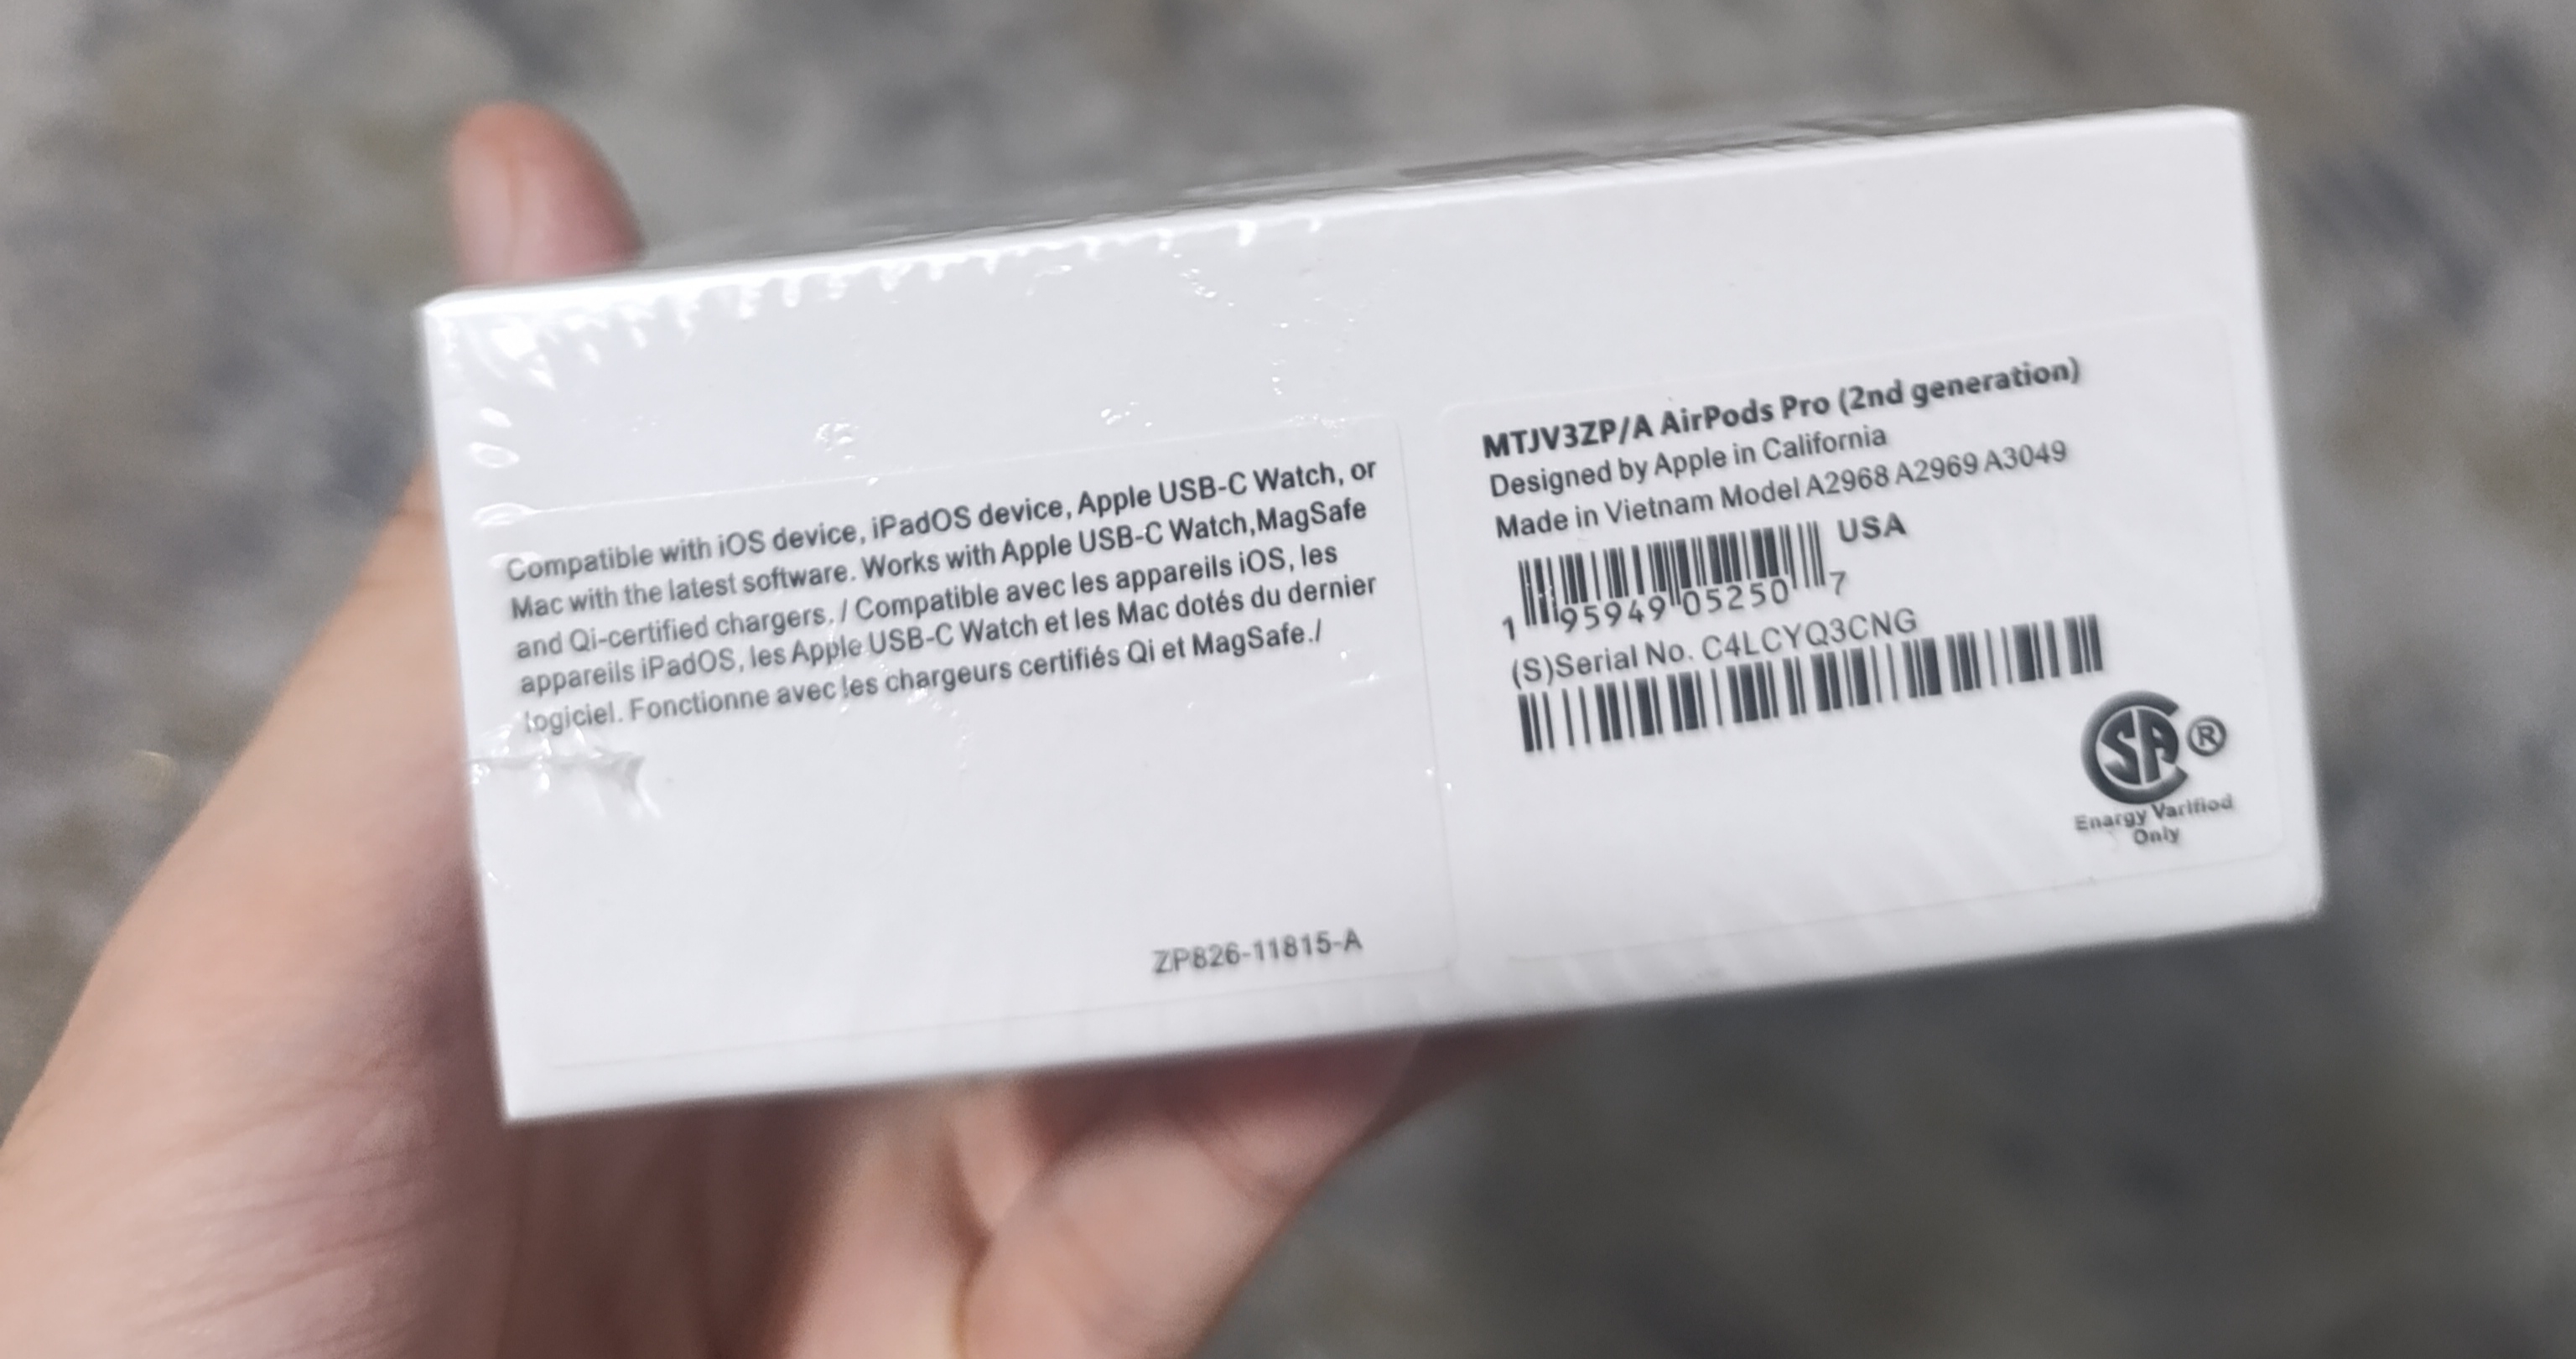 Compatible with iOS device, iPadOS device, Apple USB-C Watch, or
Mac with the latest software. Works with Apple USB-C Watch,MagSafe
and Qi-certified chargers. / Compatible avec les appareils iOS, les
appareils iPadOS, les Apple USB-C Watch et les Mac dotés du dernier
logiciel. Fonctionne avec les chargeurs certifiés Qi et MagSafe./
ZP826-11815-A
MTJV3ZP/A AirPods Pro (2nd generation)
Designed by Apple in California
Made in Vietnam Model A2968 A2969 A3049
USA
1 95949 05250 7
(S)Serial No. C4LCYQ3CNG
SA ®
Enargy Varifiod
Only